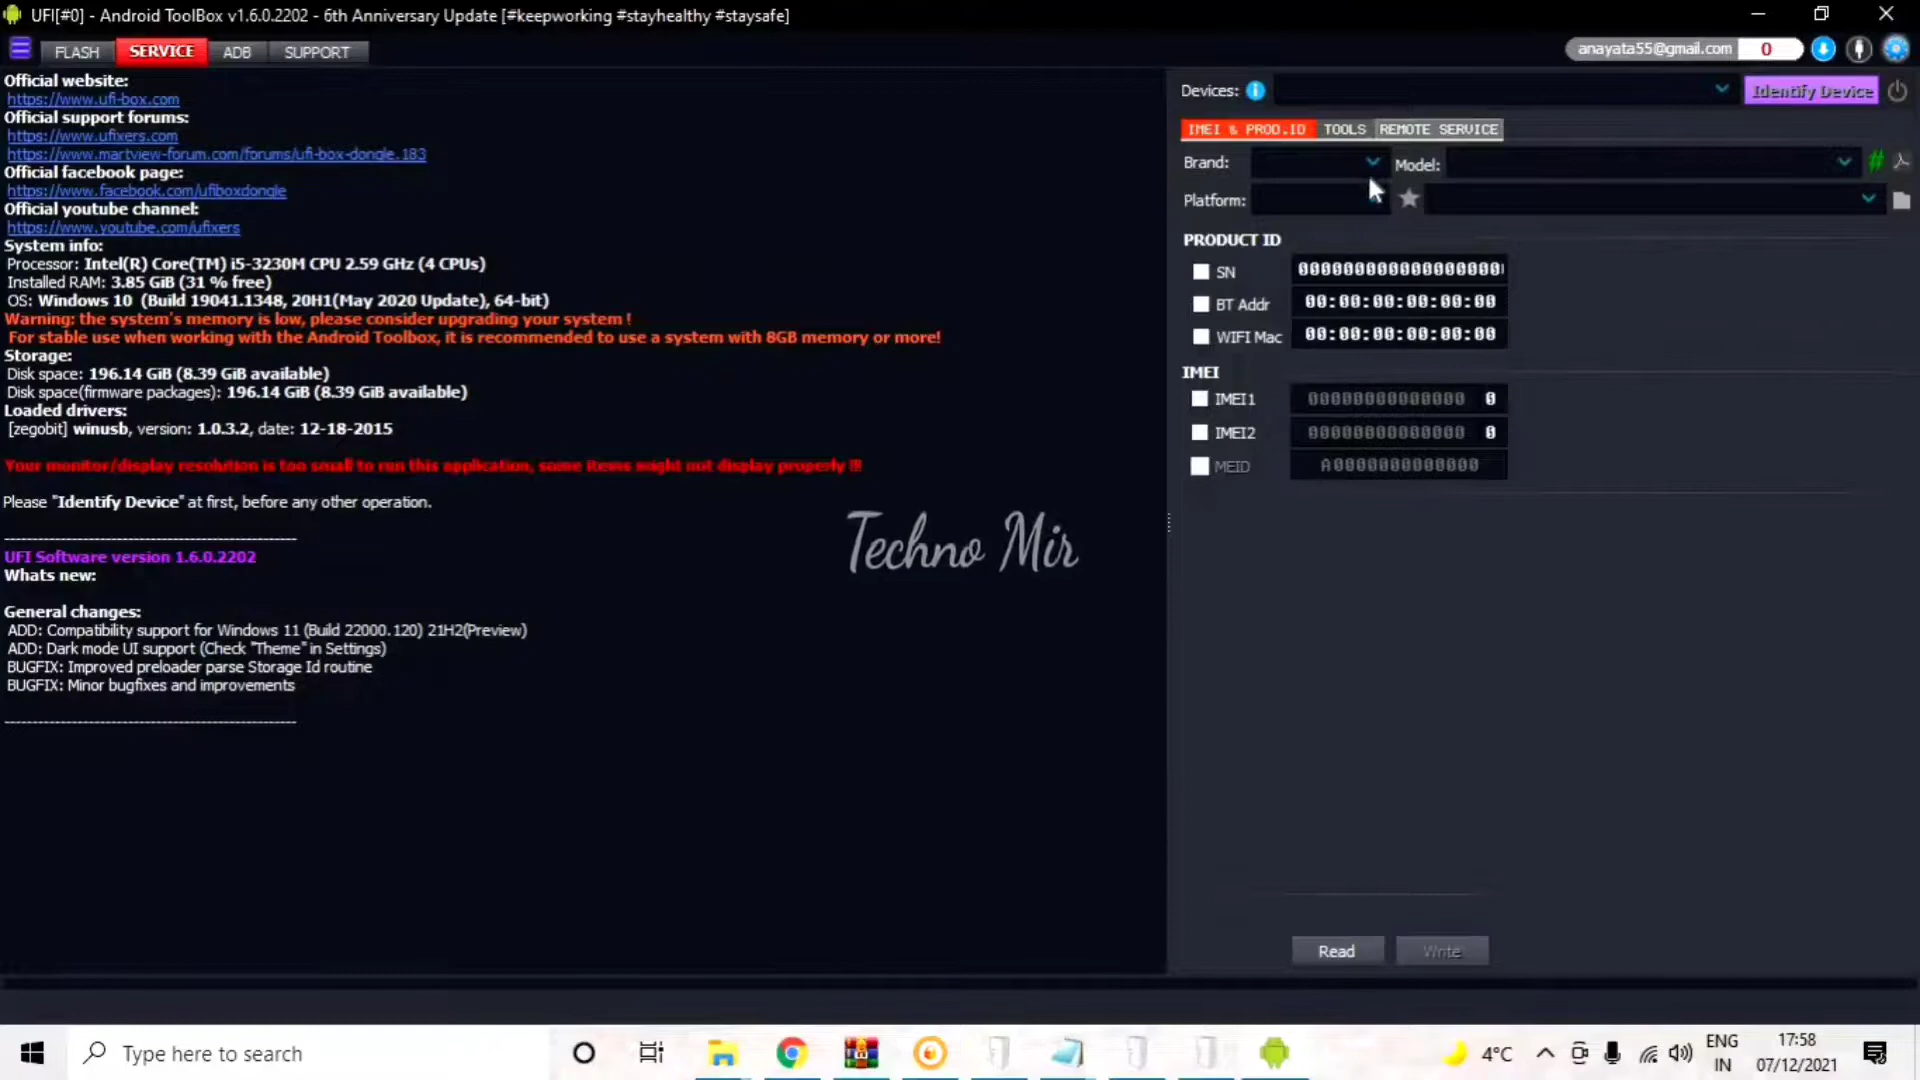 UFI[#0] - Android ToolBox v1.6.0.2202 - 6th Anniversary Update [#keepworking #stayhealthy #staysafe]
FLASH SERVICE ADB SUPPORT
anayata55@gmail.com 0
Official website:
https://www.ufi-box.com
Official support forums:
https://www.ufixers.com
https://www.martview-forum.com/forums/ufi-box-dongle.183
Official facebook page:
https://www.facebook.com/ufiboxdongle
Official youtube channel:
https://www.youtube.com/ufixers
System info:
Processor: Intel(R) Core(TM) i5-3230M CPU 2.59 GHz (4 CPUs)
Installed RAM: 3.85 GiB (31 % free)
OS: Windows 10 (Build 19041.1348, 20H1(May 2020 Update), 64-bit)
Warning: the system's memory is low, please consider upgrading your system !
For stable use when working with the Android Toolbox, it is recommended to use a system with 8GB memory or more!
Storage:
Disk space: 196.14 GiB (8.39 GiB available)
Disk space(firmware packages): 196.14 GiB (8.39 GiB available)
Loaded drivers:
[zegobit] winusb, version: 1.0.3.2, date: 12-18-2015
Your monitor/display resolution is too small to run this application, some items might not display properly !!!
Please "Identify Device" at first, before any other operation.
-----------------------------------------------------
UFI Software version 1.6.0.2202
Whats new:
General changes:
ADD: Compatibility support for Windows 11 (Build 22000.120) 21H2(Preview)
ADD: Dark mode UI support (Check "Theme" in Settings)
BUGFIX: Improved preloader parse Storage Id routine
BUGFIX: Minor bugfixes and improvements
-----------------------------------------------------
Techno Mir
Devices: Identify Device
IMEI & PROD.ID TOOLS REMOTE SERVICE
Brand: Model: #
Platform:
PRODUCT ID
SN 000000000000000000
BT Addr 00:00:00:00:00:00
WIFI Mac 00:00:00:00:00:00
IMEI
IMEI1 00000000000000 0
IMEI2 00000000000000 0
MEID A0000000000000
Read Write
Type here to search
4°C
ENG
IN
17:58
07/12/2021